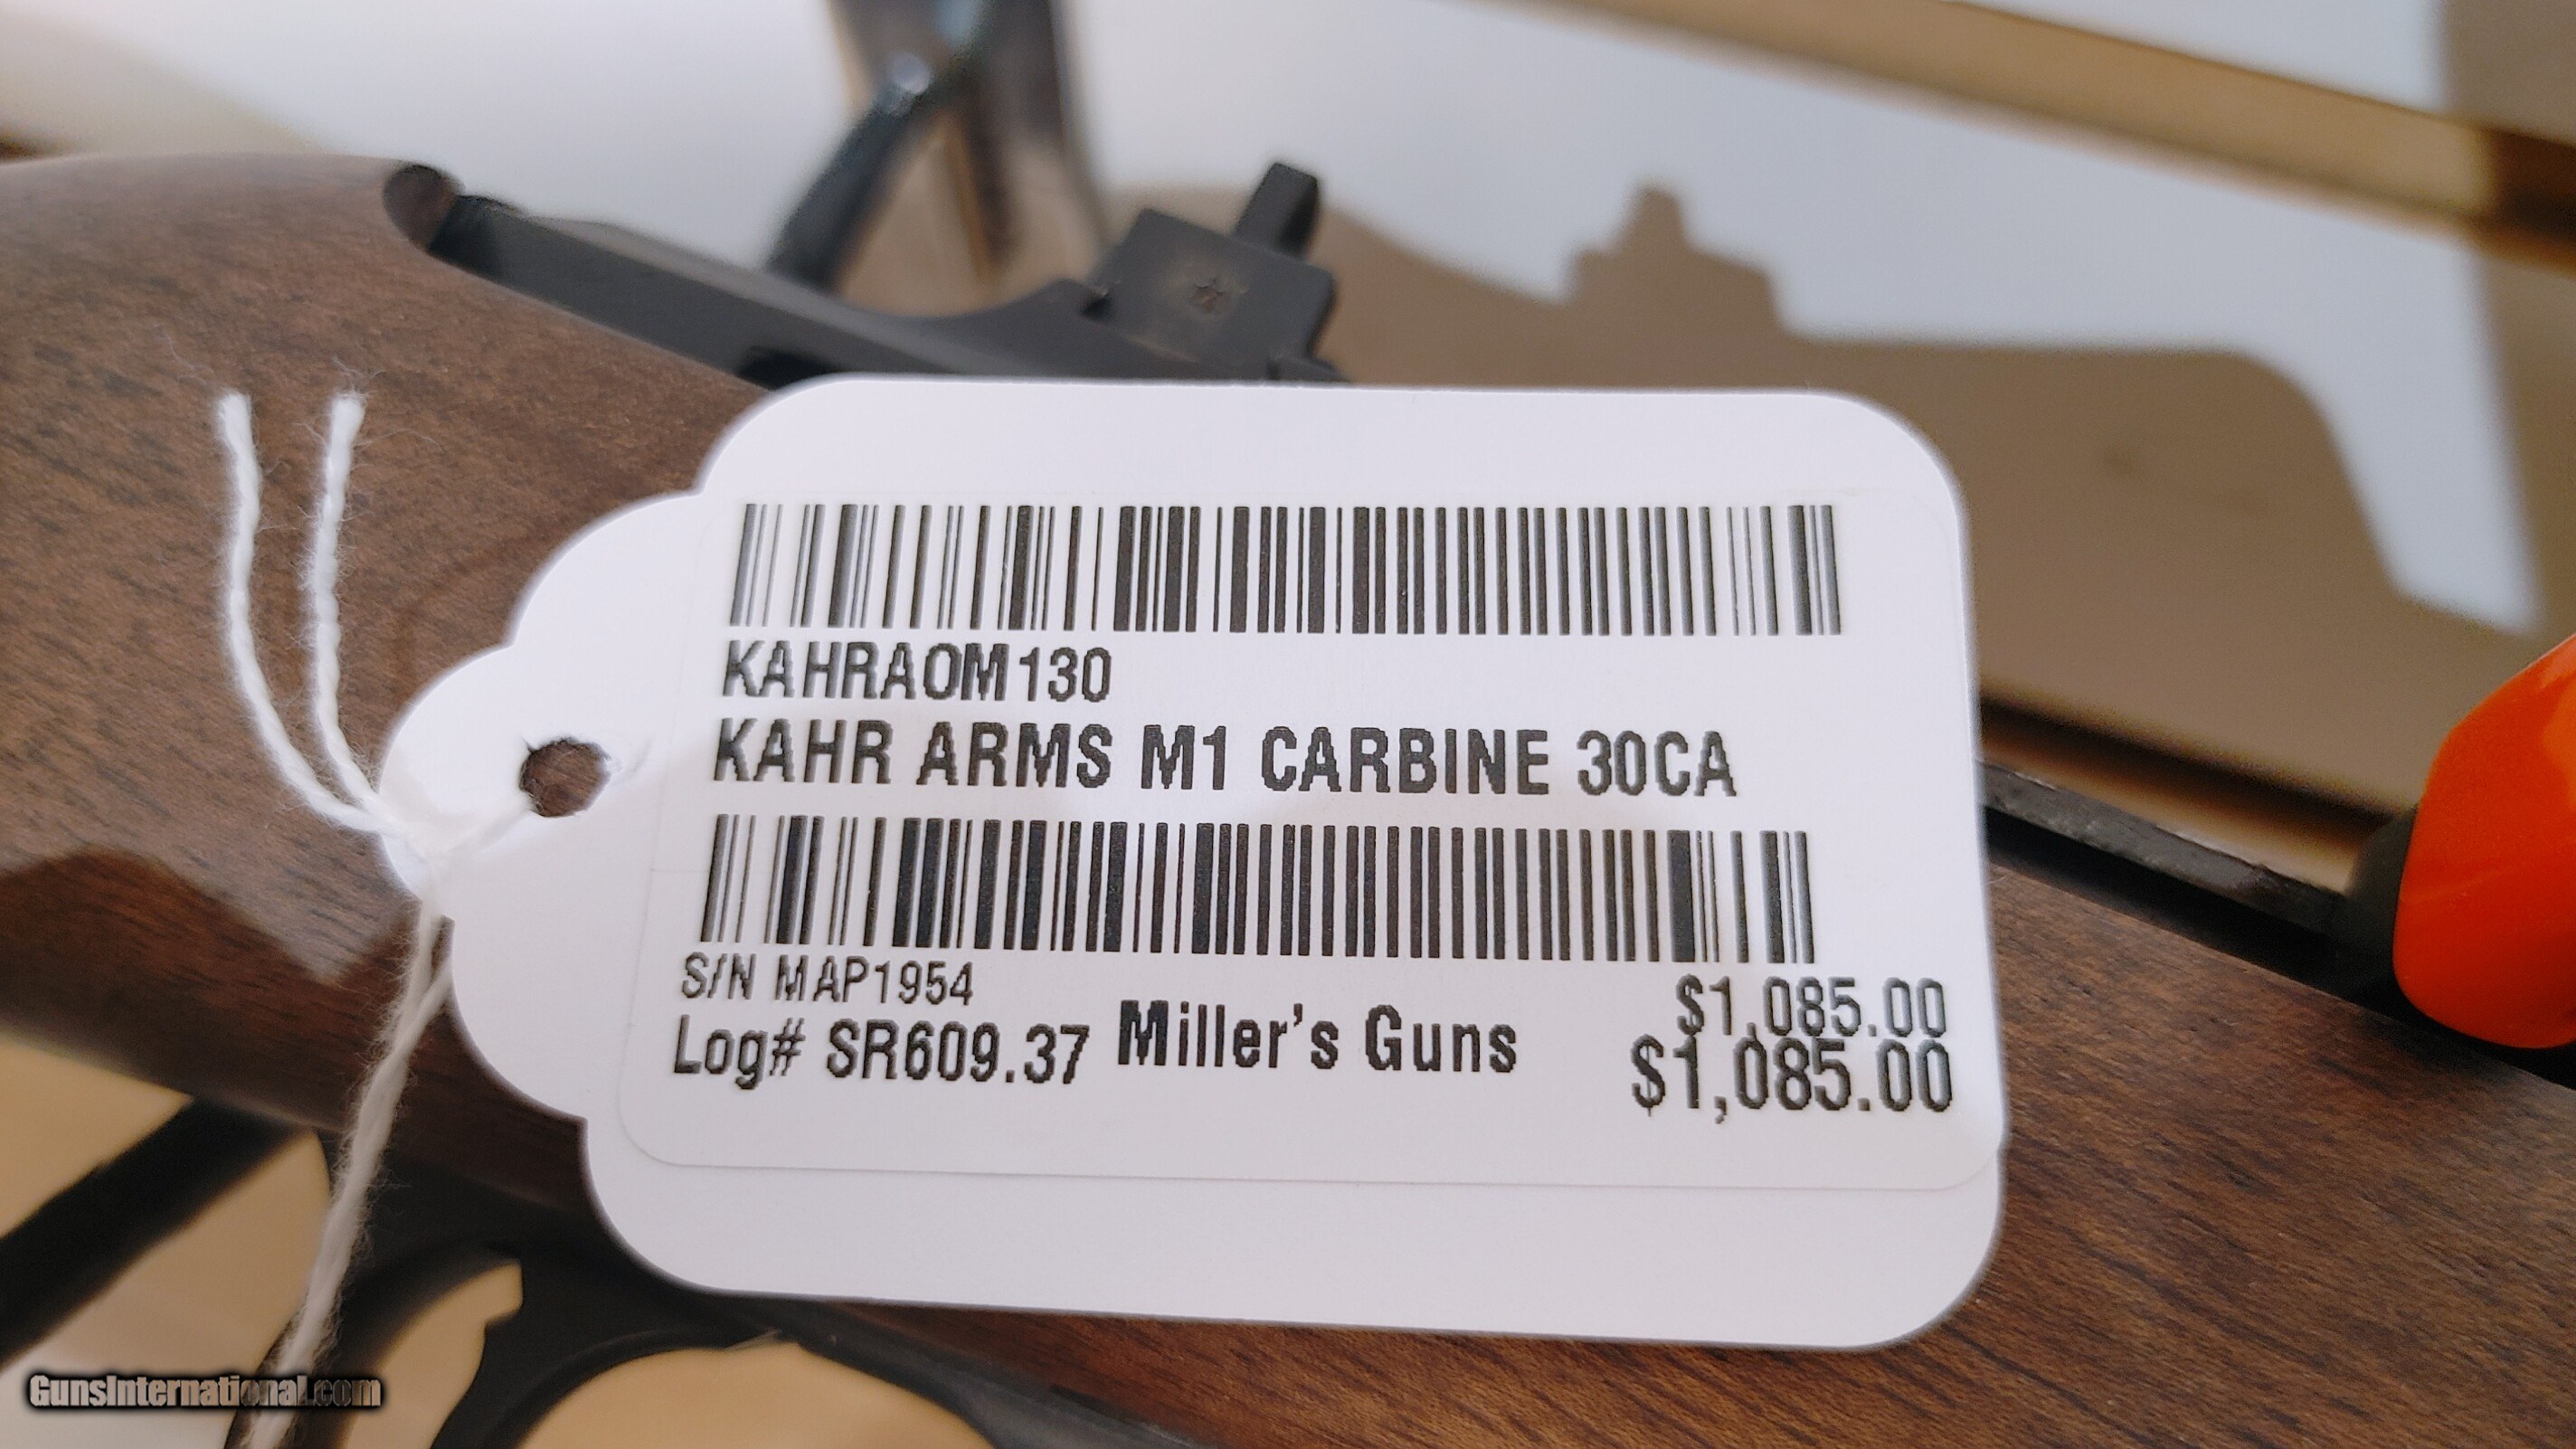 KAHRAOM130
KAHR ARMS M1 CARBINE 30CA
S/N MAP1954
$1,085.00
Log# SR609.37 Miller's Guns $1,085.00
GunsInternational.com